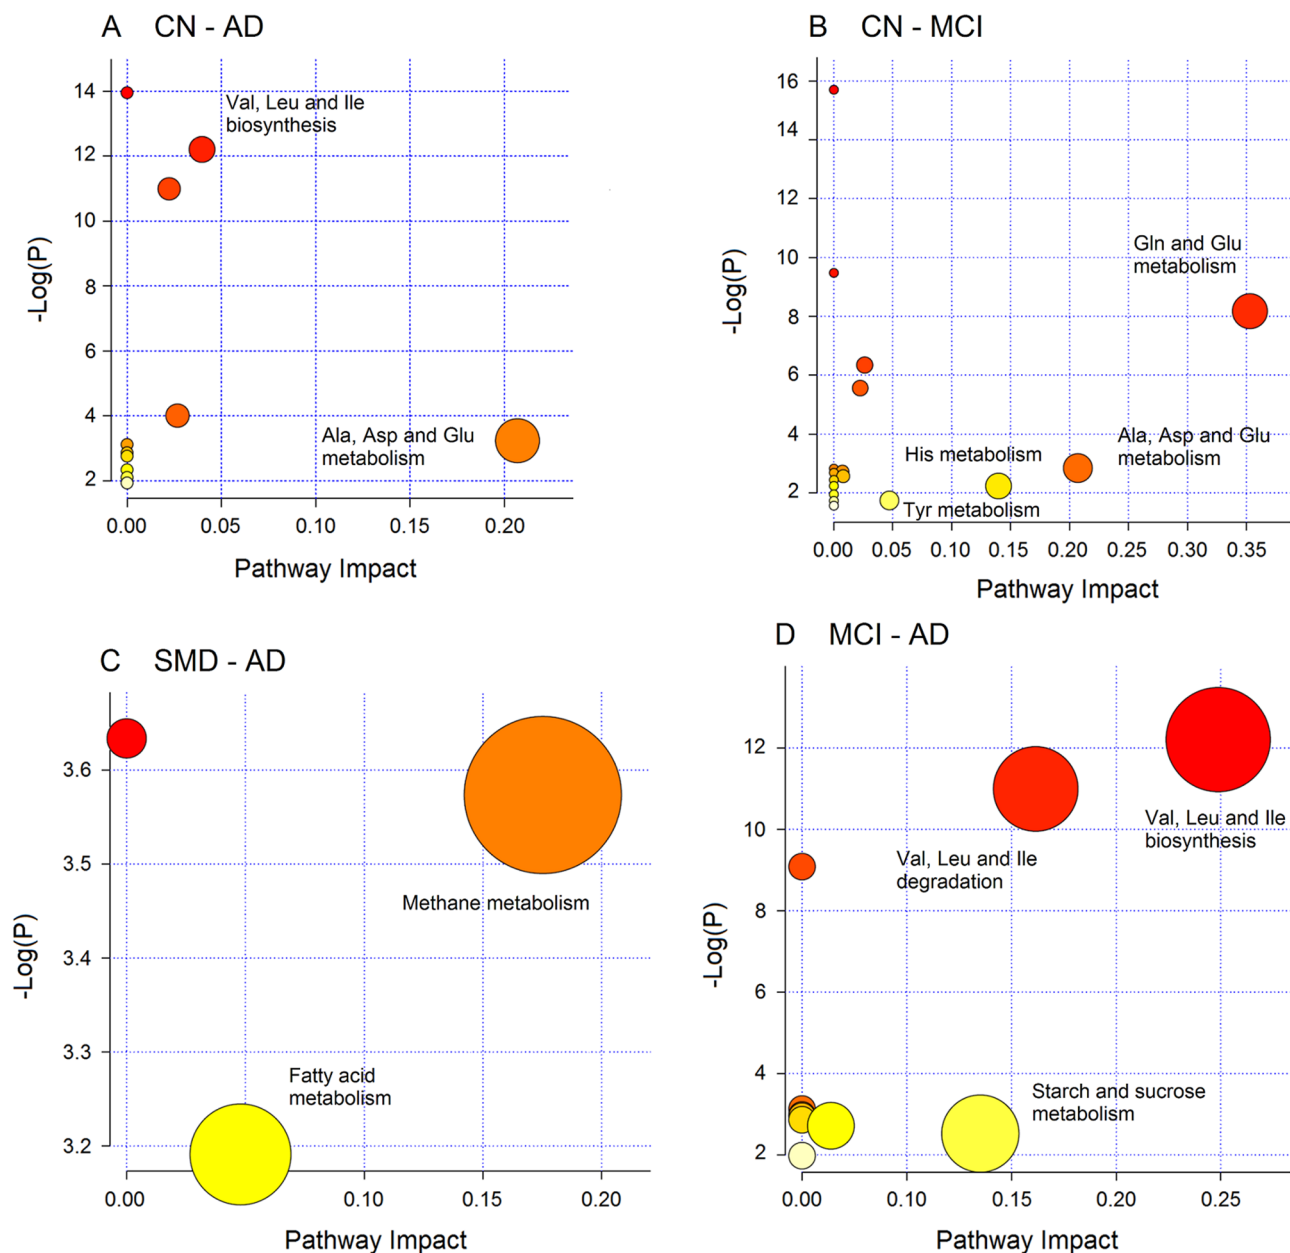 A CN - AD
14
12
10
8
6
4
2
-Log(P)
Val, Leu and Ile
biosynthesis
Ala, Asp and Glu
metabolism
0.00 0.05 0.10 0.15 0.20
Pathway Impact
B CN - MCI
16
14
12
10
8
6
4
2
-Log(P)
Gln and Glu
metabolism
Ala, Asp and Glu
metabolism
His metabolism
Tyr metabolism
0.00 0.05 0.10 0.15 0.20 0.25 0.30 0.35
Pathway Impact
C SMD - AD
3.6
3.5
3.4
3.3
3.2
-Log(P)
Methane metabolism
Fatty acid
metabolism
0.00 0.10 0.15 0.20
Pathway Impact
D MCI - AD
12
10
8
6
4
2
-Log(P)
Val, Leu and Ile
biosynthesis
Val, Leu and Ile
degradation
Starch and sucrose
metabolism
0.00 0.10 0.15 0.20 0.25
Pathway Impact